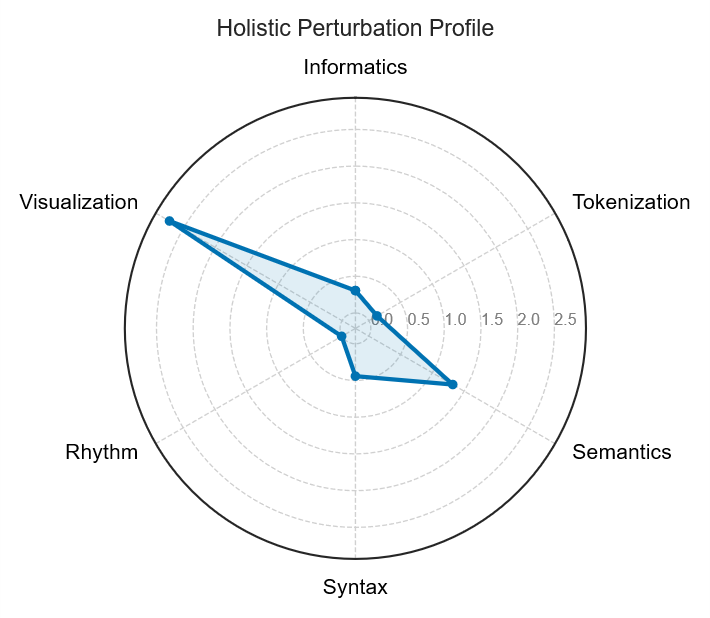 Holistic Perturbation Profile
Informatics
Visualization
Tokenization
0.0 0.5 1.0 1.5 2.0 2.5
Rhythm
Semantics
Syntax